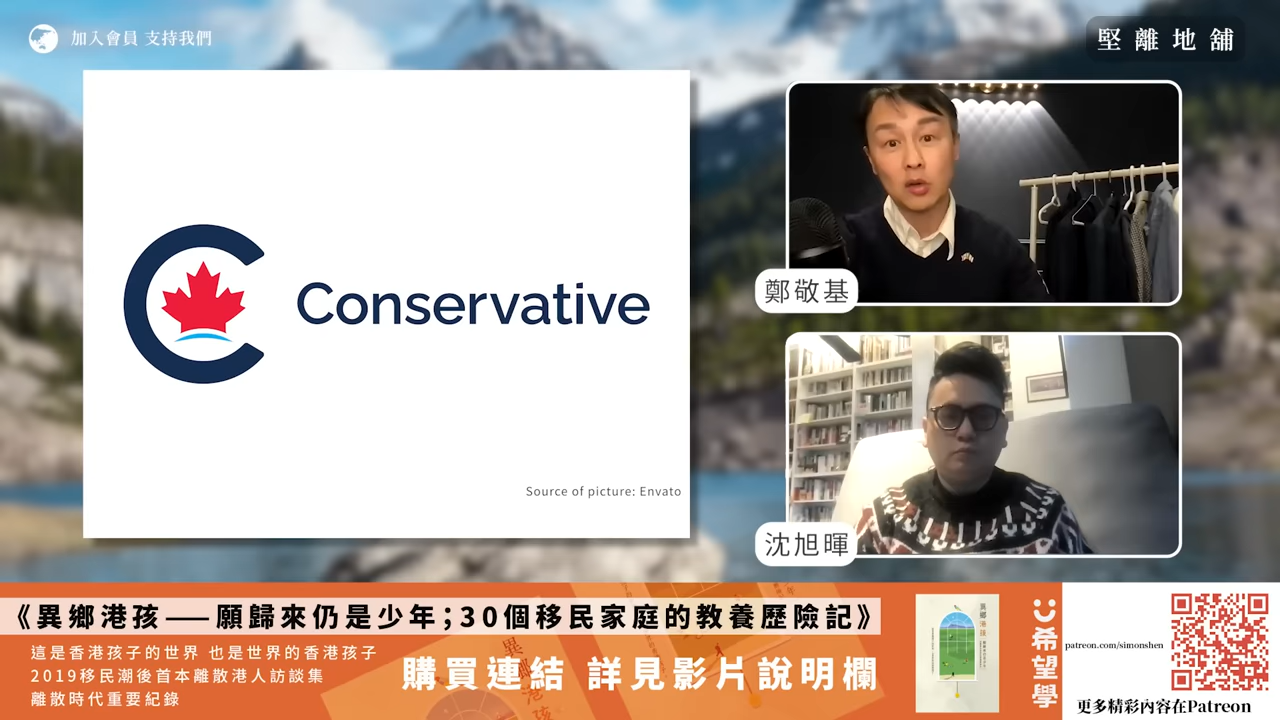 加入會員 支持我們
堅離地舖
Conservative
Source of picture: Envato
鄭敬基
沈旭暉
《異鄉港孩——願歸來仍是少年;30個移民家庭的教養歷險記》
這是香港孩子的世界 也是世界的香港孩子
2019移民潮後首本離散港人訪談集
離散時代重要紀錄
購買連結 詳見影片說明欄
異鄉港孩
希望學
patreon.com/simonshen
更多精彩內容在Patreon